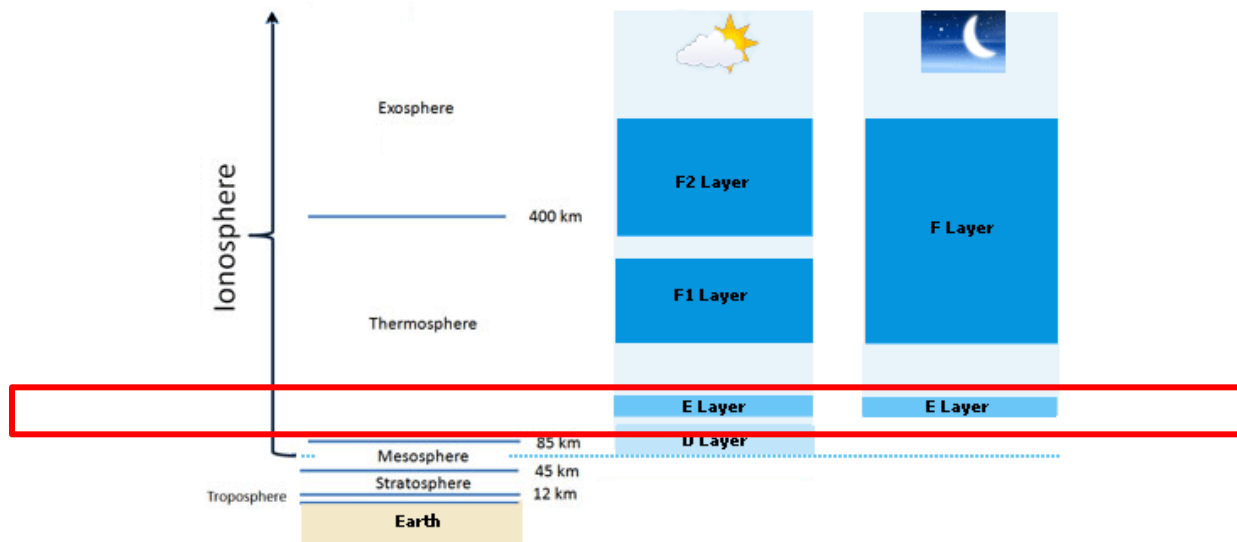 Ionosphere
Exosphere
400 km
Thermosphere
85 km
Mesosphere
45 km
Stratosphere
12 km
Troposphere
Earth
F2 Layer
F1 Layer
E Layer
D Layer
F Layer
E Layer